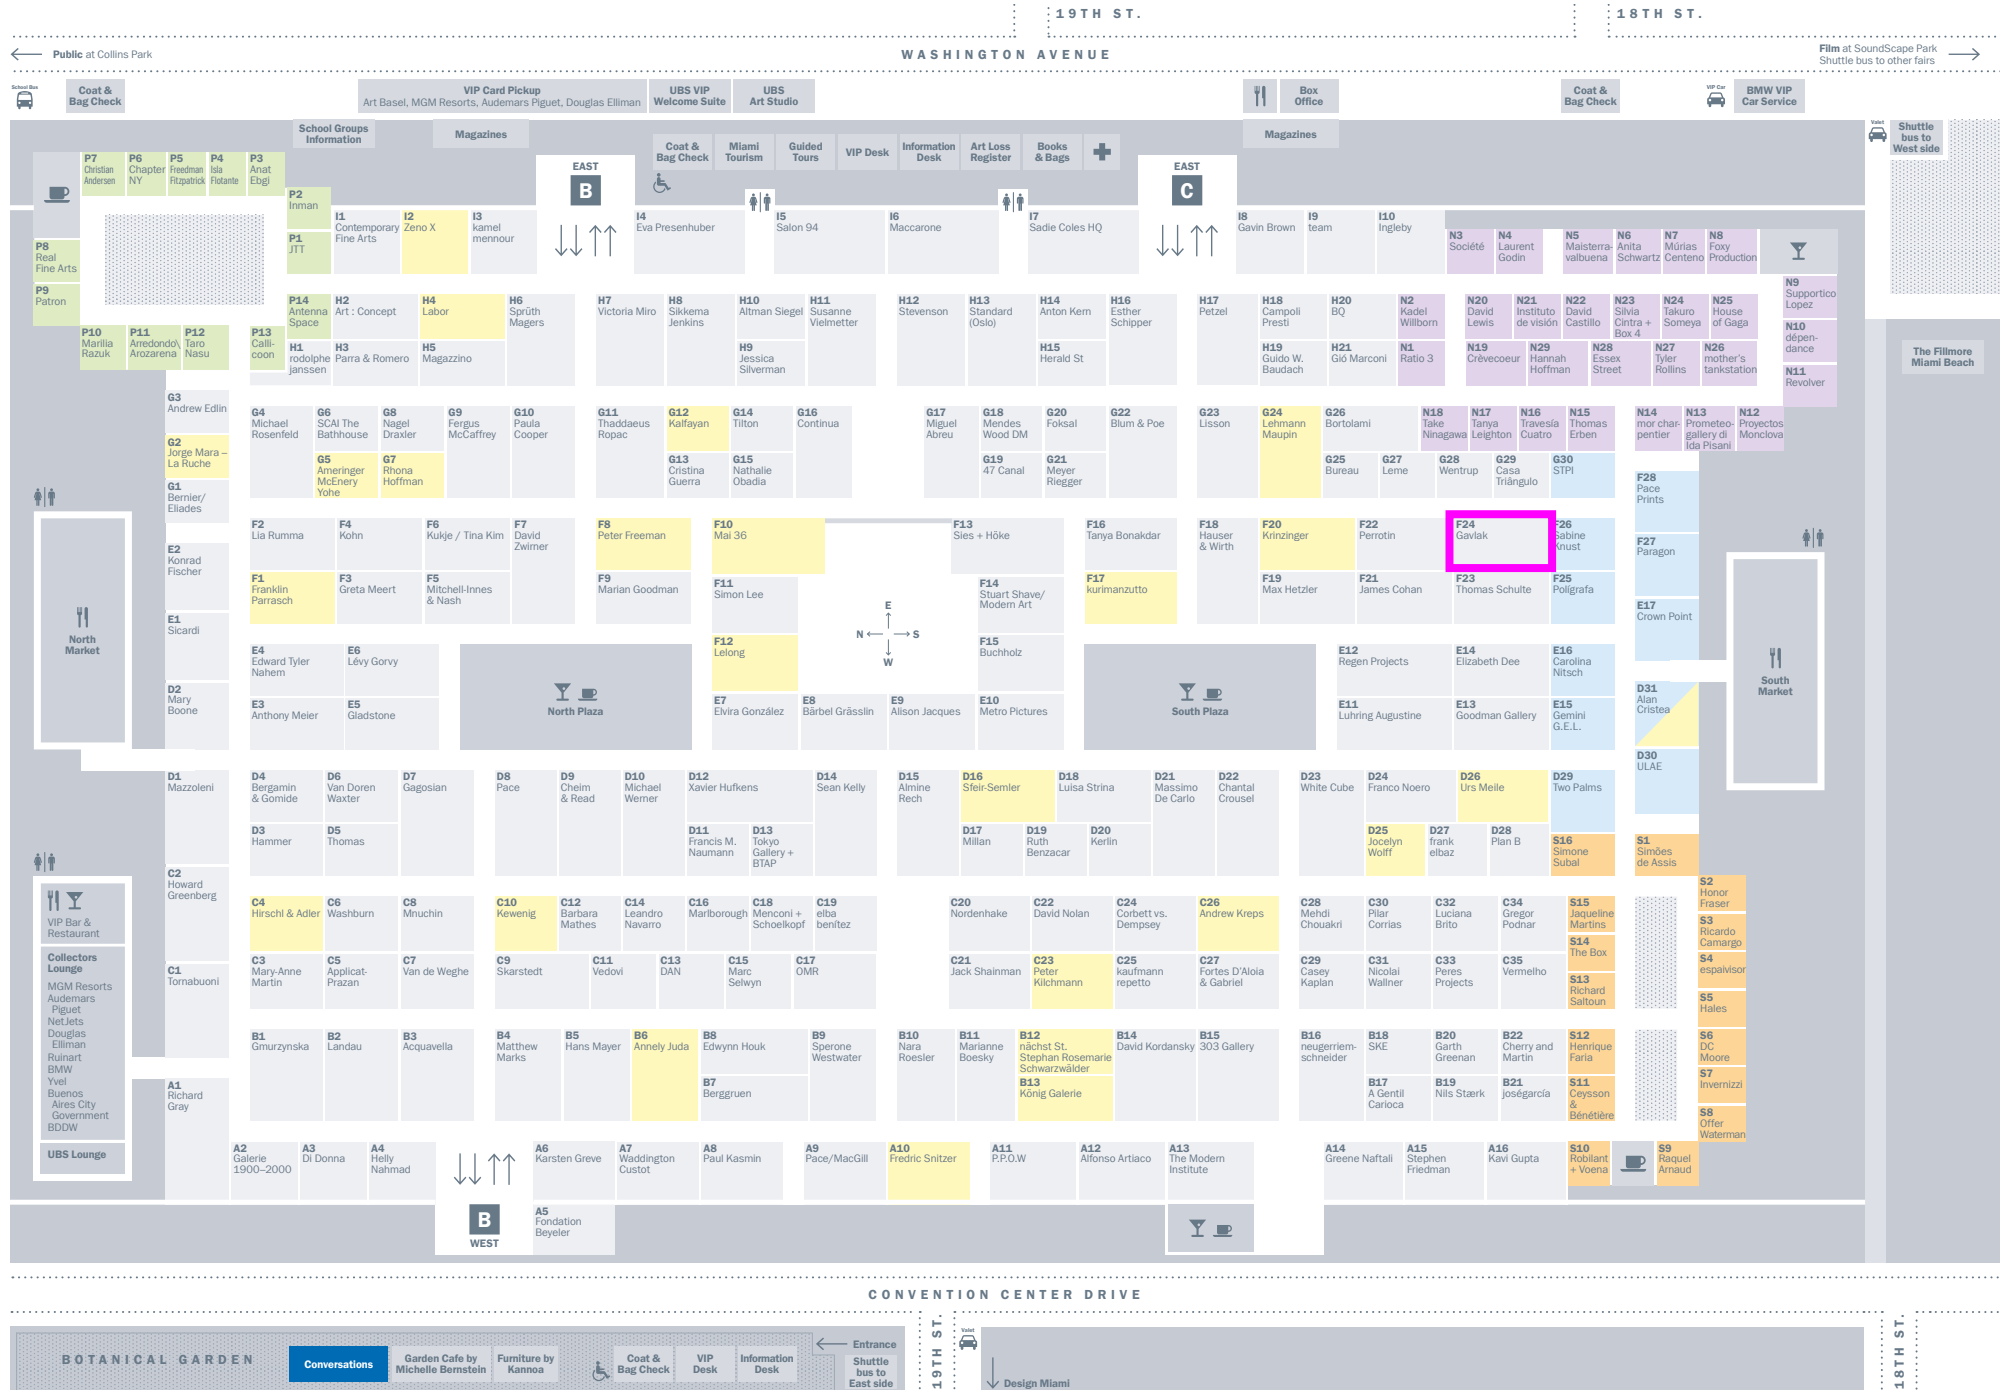 19TH ST.
18TH ST.
Public at Collins Park
WASHINGTON AVENUE
Film at SoundScape Park
Shuttle bus to other fairs
School Bus
Coat &
Bag Check
VIP Card Pickup
Art Basel, MGM Resorts, Audemars Piguet, Douglas Elliman
UBS VIP
Welcome Suite
UBS
Art Studio
Box
Office
Coat &
Bag Check
VIP Car
BMW VIP
Car Service
School Groups
Information
Magazines
Coat &
Bag Check
Miami
Tourism
Guided
Tours
VIP Desk
Information
Desk
Art Loss
Register
Books
& Bags
Magazines
Valet
Shuttle
bus to
West side
EAST
B
EAST
C
P7
Christian
Andersen
P6
Chapter
NY
P5
Freedman
Fitzpatrick
P4
Isla
Flotante
P3
Anat
Ebgi
P2
Inman
P1
JTT
P8
Real
Fine Arts
P9
Patron
P10
Marilia
Razuk
P11
Arredondo\
Arozarena
P12
Taro
Nasu
P13
Calli-
coon
P14
Antenna
Space
I1
Contemporary
Fine Arts
I2
Zeno X
I3
kamel
mennour
I4
Eva Presenhuber
I5
Salon 94
I6
Maccarone
I7
Sadie Coles HQ
I8
Gavin Brown
I9
team
I10
Ingleby
N3
Société
N4
Laurent
Godin
N5
Maisterra-
valbuena
N6
Anita
Schwartz
N7
Múrias
Centeno
N8
Foxy
Production
N9
Supportico
Lopez
N10
dépen-
dance
N11
Revolver
H1
rodolphe
janssen
H2
Art : Concept
H3
Parra & Romero
H4
Labor
H5
Magazzino
H6
Sprüth
Magers
H7
Victoria Miro
H8
Sikkema
Jenkins
H10
Altman Siegel
H9
Jessica
Silverman
H11
Susanne
Vielmetter
H12
Stevenson
H13
Standard
(Oslo)
H14
Anton Kern
H15
Herald St
H16
Esther
Schipper
H17
Petzel
H18
Campoli
Presti
H19
Guido W.
Baudach
H20
BQ
H21
Gió Marconi
N2
Kadel
Willborn
N1
Ratio 3
N20
David
Lewis
N21
Instituto
de visión
N22
David
Castillo
N23
Silvia
Cintra +
Box 4
N24
Takuro
Someya
N25
House
of Gaga
N19
Crèvecoeur
N29
Hannah
Hoffman
N28
Essex
Street
N27
Tyler
Rollins
N26
mother's
tankstation
The Fillmore
Miami Beach
G3
Andrew Edlin
G2
Jorge Mara –
La Ruche
G1
Bernier/
Eliades
G4
Michael
Rosenfeld
G6
SCAI The
Bathhouse
G5
Ameringer
McEnery
Yohe
G8
Nagel
Draxler
G7
Rhona
Hoffman
G9
Fergus
McCaffrey
G10
Paula
Cooper
G11
Thaddaeus
Ropac
G12
Kalfayan
G13
Cristina
Guerra
G14
Tilton
G15
Nathalie
Obadia
G16
Continua
G17
Miguel
Abreu
G18
Mendes
Wood DM
G19
47 Canal
G20
Foksal
G21
Meyer
Riegger
G22
Blum & Poe
G23
Lisson
G24
Lehmann
Maupin
G26
Bortolami
G25
Bureau
G27
Leme
G28
Wentrup
G29
Casa
Triângulo
G30
STPI
N18
Take
Ninagawa
N17
Tanya
Leighton
N16
Travesía
Cuatro
N15
Thomas
Erben
N14
mor char-
pentier
N13
Prometeo-
gallery di
Ida Pisani
N12
Proyectos
Monclova
F28
Pace
Prints
F27
Paragon
E17
Crown Point
D31
Alan
Cristea
D30
ULAE
E2
Konrad
Fischer
E1
Sicardi
D2
Mary
Boone
North
Market
F2
Lia Rumma
F1
Franklin
Parrasch
F4
Kohn
F3
Greta Meert
F6
Kukje / Tina Kim
F5
Mitchell-Innes
& Nash
F7
David
Zwirner
F8
Peter Freeman
F9
Marian Goodman
F10
Mai 36
F11
Simon Lee
F12
Lelong
F13
Sies + Höke
F14
Stuart Shave/
Modern Art
F15
Buchholz
E
N
S
W
F16
Tanya Bonakdar
F17
kurimanzutto
F18
Hauser
& Wirth
F20
Krinzinger
F19
Max Hetzler
F22
Perrotin
F21
James Cohan
F24
Gavlak
F23
Thomas Schulte
F26
Sabine
Knust
F25
Polígrafa
E4
Edward Tyler
Nahem
E3
Anthony Meier
E6
Lévy Gorvy
E5
Gladstone
North Plaza
E7
Elvira González
E8
Bärbel Grässlin
E9
Alison Jacques
E10
Metro Pictures
South Plaza
E12
Regen Projects
E11
Luhring Augustine
E14
Elizabeth Dee
E13
Goodman Gallery
E16
Carolina
Nitsch
E15
Gemini
G.E.L.
South
Market
D1
Mazzoleni
D4
Bergamin
& Gomide
D3
Hammer
D6
Van Doren
Waxter
D5
Thomas
D7
Gagosian
D8
Pace
D9
Cheim
& Read
D10
Michael
Werner
D12
Xavier Hufkens
D11
Francis M.
Naumann
D13
Tokyo
Gallery +
BTAP
D14
Sean Kelly
D15
Almine
Rech
D16
Sfeir-Semler
D17
Millan
D18
Luisa Strina
D19
Ruth
Benzacar
D20
Kerlin
D21
Massimo
De Carlo
D22
Chantal
Crousel
D23
White Cube
D24
Franco Noero
D25
Jocelyn
Wolff
D27
frank
elbaz
D26
Urs Meile
D28
Plan B
D29
Two Palms
S16
Simone
Subal
S1
Simões
de Assis
S2
Honor
Fraser
S3
Ricardo
Camargo
S4
espaivisor
S5
Hales
S6
DC
Moore
S7
Invernizzi
S8
Offer
Waterman
VIP Bar &
Restaurant
Collectors
Lounge
MGM Resorts
Audemars
Piguet
NetJets
Douglas
Elliman
Ruinart
BMW
Yvel
Buenos
Aires City
Government
BDDW
UBS Lounge
C2
Howard
Greenberg
C1
Tornabuoni
A1
Richard
Gray
C4
Hirschl & Adler
C3
Mary-Anne
Martin
C6
Washburn
C5
Applicat-
Prazan
C8
Mnuchin
C7
Van de Weghe
C10
Kewenig
C9
Skarstedt
C12
Barbara
Mathes
C11
Vedovi
C14
Leandro
Navarro
C13
DAN
C16
Marlborough
C15
Marc
Selwyn
C18
Menconi +
Schoelkopf
C17
OMR
C19
elba
benítez
C20
Nordenhake
C21
Jack Shainman
C22
David Nolan
C23
Peter
Kilchmann
C24
Corbett vs.
Dempsey
C25
kaufmann
repetto
C26
Andrew Kreps
C27
Fortes D'Aloia
& Gabriel
C28
Mehdi
Chouakri
C29
Casey
Kaplan
C30
Pilar
Corrias
C31
Nicolai
Wallner
C32
Luciana
Brito
C33
Peres
Projects
C34
Gregor
Podnar
C35
Vermelho
S15
Jaqueline
Martins
S14
The Box
S13
Richard
Saltoun
B1
Gmurzynska
B2
Landau
B3
Acquavella
B4
Matthew
Marks
B5
Hans Mayer
B6
Annely Juda
B8
Edwynn Houk
B7
Berggruen
B9
Sperone
Westwater
B10
Nara
Roesler
B11
Marianne
Boesky
B12
nächst St.
Stephan Rosemarie
Schwarzwälder
B13
König Galerie
B14
David Kordansky
B15
303 Gallery
B16
neugerriem-
schneider
B18
SKE
B17
A Gentil
Carioca
B20
Garth
Greenan
B19
Nils Stærk
B22
Cherry and
Martin
B21
joségarcía
S12
Henrique
Faria
S11
Ceysson
&
Bénétière
A2
Galerie
1900–2000
A3
Di Donna
A4
Helly
Nahmad
A6
Karsten Greve
A7
Waddington
Custot
A8
Paul Kasmin
A9
Pace/MacGill
A10
Fredric Snitzer
A11
P.P.O.W
A12
Alfonso Artiaco
A13
The Modern
Institute
A14
Greene Naftali
A15
Stephen
Friedman
A16
Kavi Gupta
S10
Robilant
+ Voena
S9
Raquel
Arnaud
B
WEST
A5
Fondation
Beyeler
CONVENTION CENTER DRIVE
BOTANICAL GARDEN
Conversations
Garden Cafe by
Michelle Bernstein
Furniture by
Kannoa
Coat &
Bag Check
VIP
Desk
Information
Desk
Entrance
Shuttle
bus to
East side
19TH ST.
Valet
Design Miami
18TH ST.